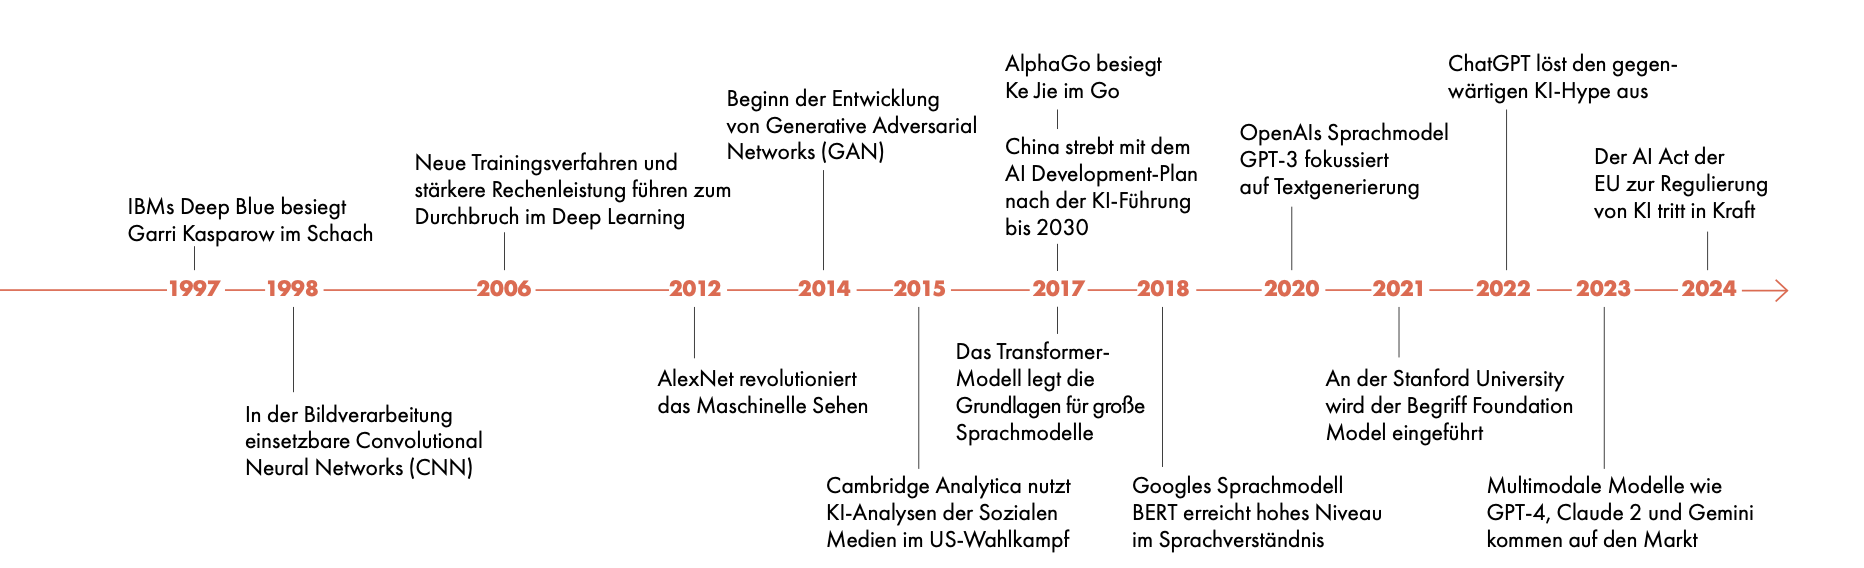 IBMs Deep Blue besiegt
Garri Kasparow im Schach
1997
1998
In der Bildverarbeitung
einsetzbare Convolutional
Neural Networks (CNN)
Neue Trainingsverfahren und
stärkere Rechenleistung führen zum
Durchbruch im Deep Learning
2006
2012
AlexNet revolutioniert
das Maschinelle Sehen
Beginn der Entwicklung
von Generative Adversarial
Networks (GAN)
2014
2015
Cambridge Analytica nutzt
KI-Analysen der Sozialen
Medien im US-Wahlkampf
AlphaGo besiegt
Ke Jie im Go
China strebt mit dem
AI Development-Plan
nach der KI-Führung
bis 2030
2017
Das Transformer-
Modell legt die
Grundlagen für große
Sprachmodelle
2018
Googles Sprachmodell
BERT erreicht hohes Niveau
im Sprachverständnis
OpenAIs Sprachmodel
GPT-3 fokussiert
auf Textgenerierung
2020
2021
An der Stanford University
wird der Begriff Foundation
Model eingeführt
ChatGPT löst den gegen-
wärtigen KI-Hype aus
2022
2023
Multimodale Modelle wie
GPT-4, Claude 2 und Gemini
kommen auf den Markt
Der AI Act der
EU zur Regulierung
von KI tritt in Kraft
2024